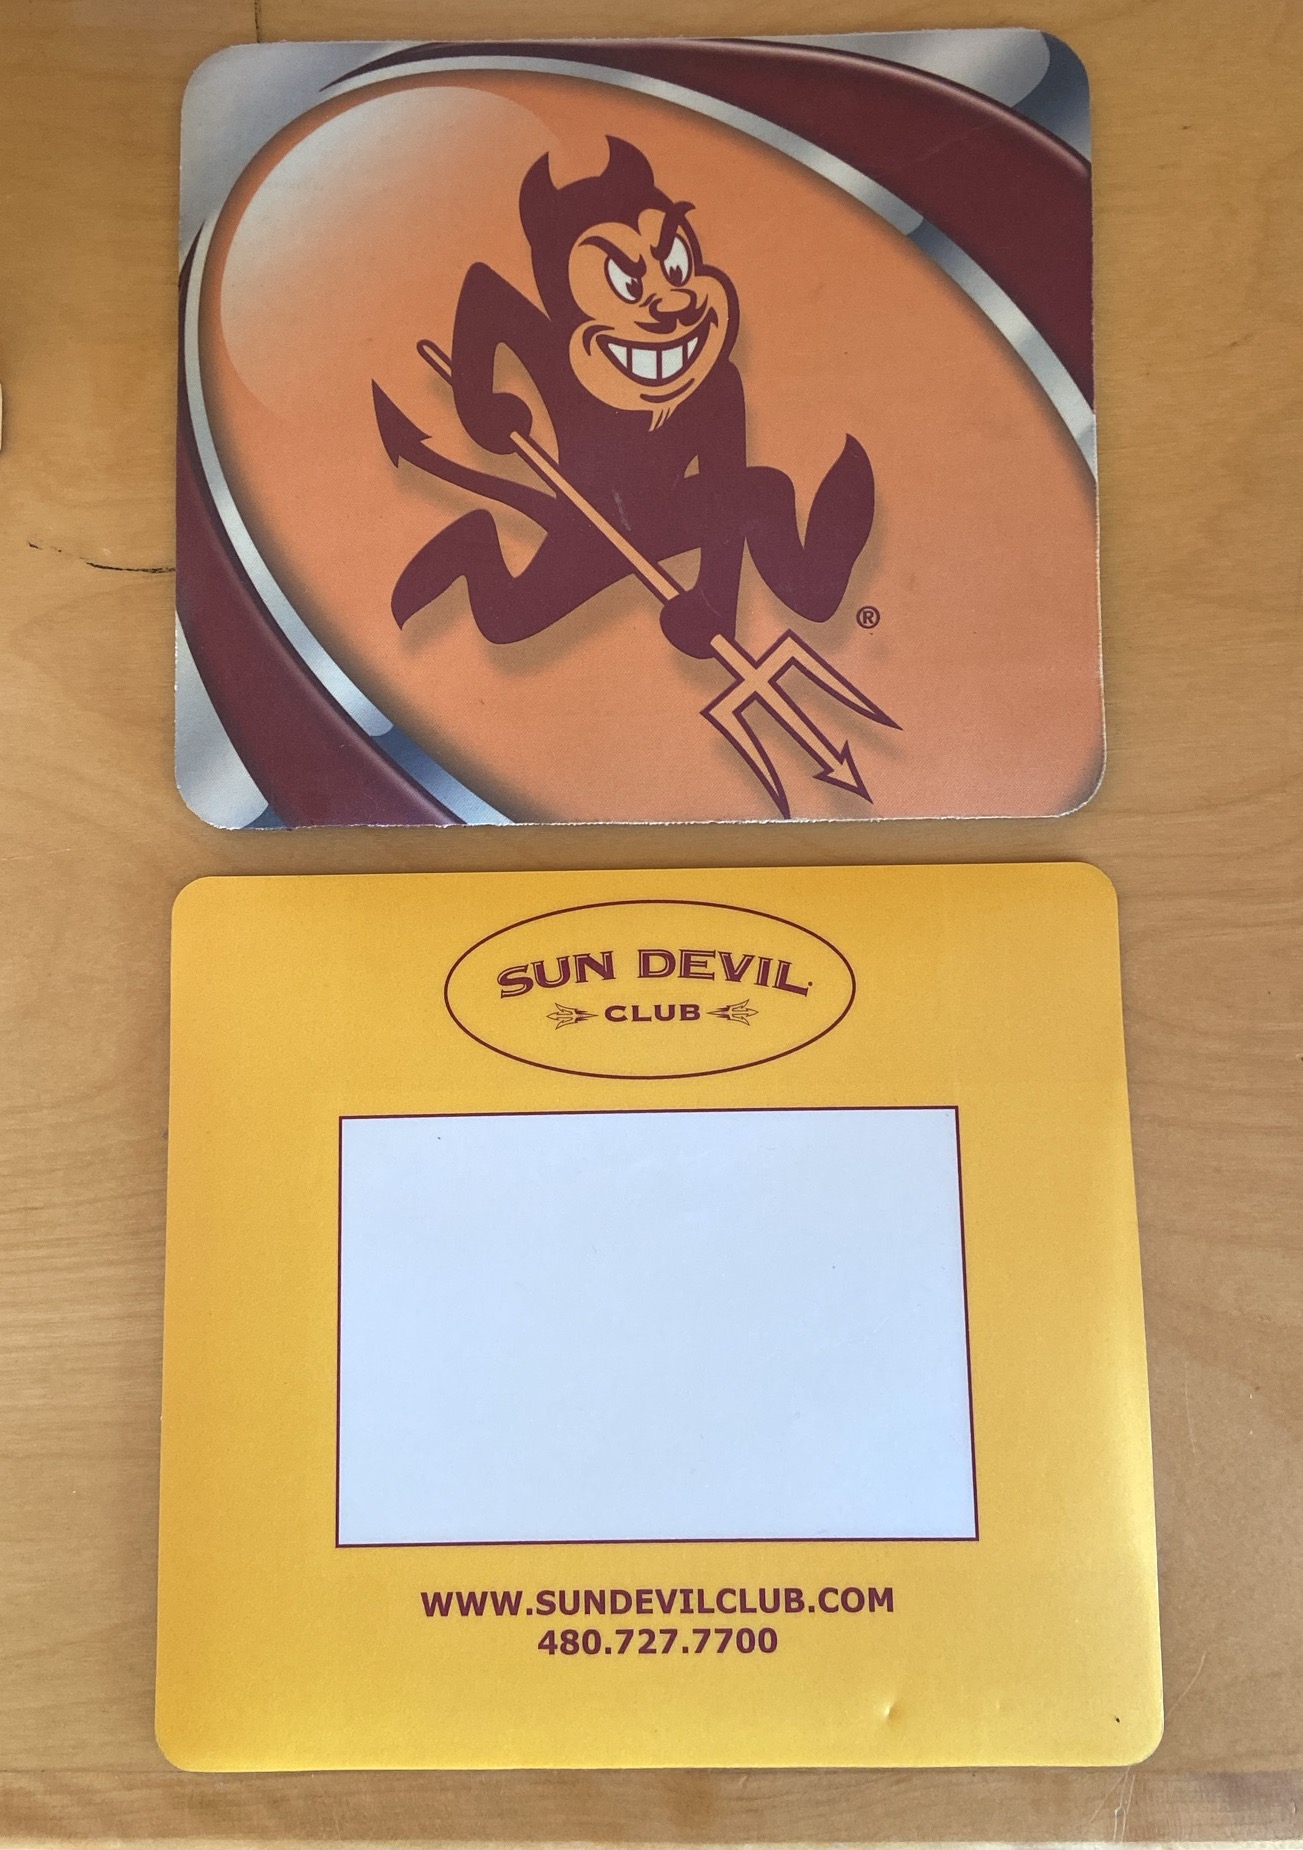 ®
SUN DEVIL
CLUB
WWW.SUNDEVILCLUB.COM
480.727.7700